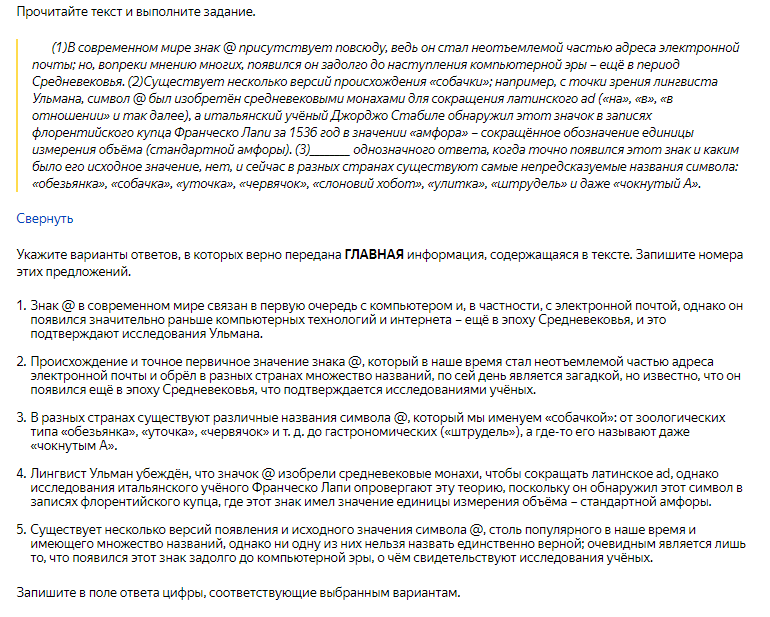 Прочитайте текст и выполните задание.
(1)В современном мире знак @ присутствует повсюду, ведь он стал неотъемлемой частью адреса электронной
почты; но, вопреки мнению многих, появился он задолго до наступления компьютерной эры – ещё в период
Средневековья. (2)Существует несколько версий происхождения «собачки»; например, с точки зрения лингвиста
Ульмана, символ @ был изобретён средневековыми монахами для сокращения латинского ad («на», «в», «в
отношении» и так далее), а итальянский учёный Джорджо Стабиле обнаружил этот значок в записях
флорентийского купца Франческо Лапи за 1536 год в значении «амфора» – сокращённое обозначение единицы
измерения объёма (стандартной амфоры). (3)______ однозначного ответа, когда точно появился этот знак и каким
было его исходное значение, нет, и сейчас в разных странах существуют самые непредсказуемые названия символа:
«обезьянка», «собачка», «уточка», «червячок», «слоновий хобот», «улитка», «штрудель» и даже «чокнутый А».
Свернуть
Укажите варианты ответов, в которых верно передана ГЛАВНАЯ информация, содержащаяся в тексте. Запишите номера
этих предложений.
1. Знак @ в современном мире связан в первую очередь с компьютером и, в частности, с электронной почтой, однако он
появился значительно раньше компьютерных технологий и интернета – ещё в эпоху Средневековья, и это
подтверждают исследования Ульмана.
2. Происхождение и точное первичное значение знака @, который в наше время стал неотъемлемой частью адреса
электронной почты и обрёл в разных странах множество названий, по сей день является загадкой, но известно, что он
появился ещё в эпоху Средневековья, что подтверждается исследованиями учёных.
3. В разных странах существуют различные названия символа @, который мы именуем «собачкой»: от зоологических
типа «обезьянка», «уточка», «червячок» и т. д. до гастрономических («штрудель»), а где-то его называют даже
«чокнутым А».
4. Лингвист Ульман убеждён, что значок @ изобрели средневековые монахи, чтобы сокращать латинское ad, однако
исследования итальянского учёного Франческо Лапи опровергают эту теорию, поскольку он обнаружил этот символ в
записях флорентийского купца, где этот знак имел значение единицы измерения объёма – стандартной амфоры.
5. Существует несколько версий появления и исходного значения символа @, столь популярного в наше время и
имеющего множество названий, однако ни одну из них нельзя назвать единственно верной; очевидным является лишь
то, что появился этот знак задолго до компьютерной эры, о чём свидетельствуют исследования учёных.
Запишите в поле ответа цифры, соответствующие выбранным вариантам.